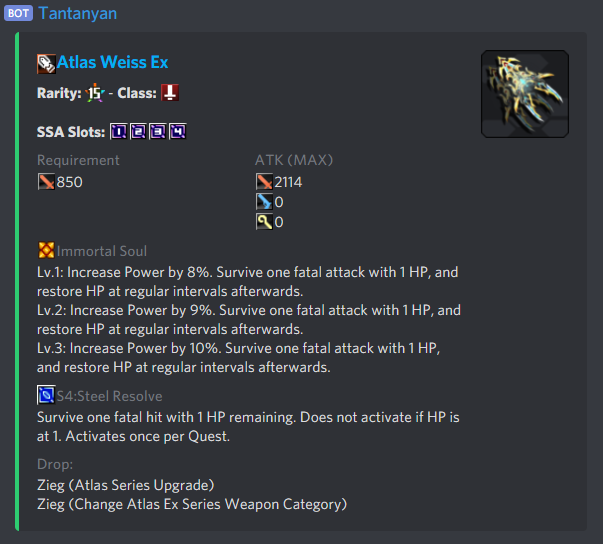 BOT Tantanyan
Atlas Weiss Ex
Rarity: 15 - Class:
SSA Slots: 1 2 3 4
Requirement
850
ATK (MAX)
2114
0
0
Immortal Soul
Lv.1: Increase Power by 8%. Survive one fatal attack with 1 HP, and
restore HP at regular intervals afterwards.
Lv.2: Increase Power by 9%. Survive one fatal attack with 1 HP, and
restore HP at regular intervals afterwards.
Lv.3: Increase Power by 10%. Survive one fatal attack with 1 HP,
and restore HP at regular intervals afterwards.
S4:Steel Resolve
Survive one fatal hit with 1 HP remaining. Does not activate if HP is
at 1. Activates once per Quest.
Drop:
Zieg (Atlas Series Upgrade)
Zieg (Change Atlas Ex Series Weapon Category)